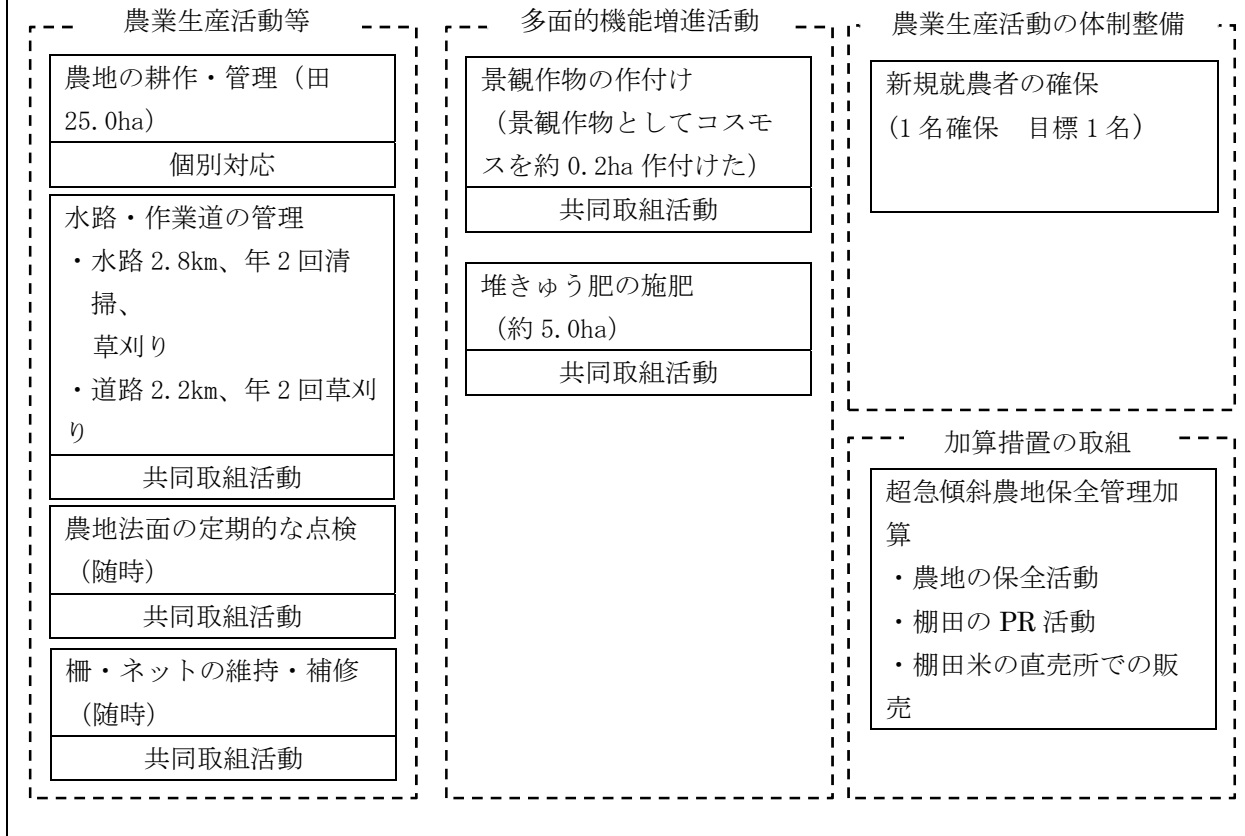 農業生産活動等
農地の耕作・管理（田
25.0ha）
個別対応
水路・作業道の管理
・水路 2.8km、年 2 回清
掃、
草刈り
・道路 2.2km、年 2 回草刈
り
共同取組活動
農地法面の定期的な点検
（随時）
共同取組活動
柵・ネットの維持・補修
（随時）
共同取組活動
多面的機能増進活動
景観作物の作付け
（景観作物としてコスモ
スを約 0.2ha 作付けた）
共同取組活動
堆きゅう肥の施肥
（約 5.0ha）
共同取組活動
農業生産活動の体制整備
新規就農者の確保
(1 名確保　目標 1 名)
加算措置の取組
超急傾斜農地保全管理加
算
・農地の保全活動
・棚田の PR 活動
・棚田米の直売所での販
売